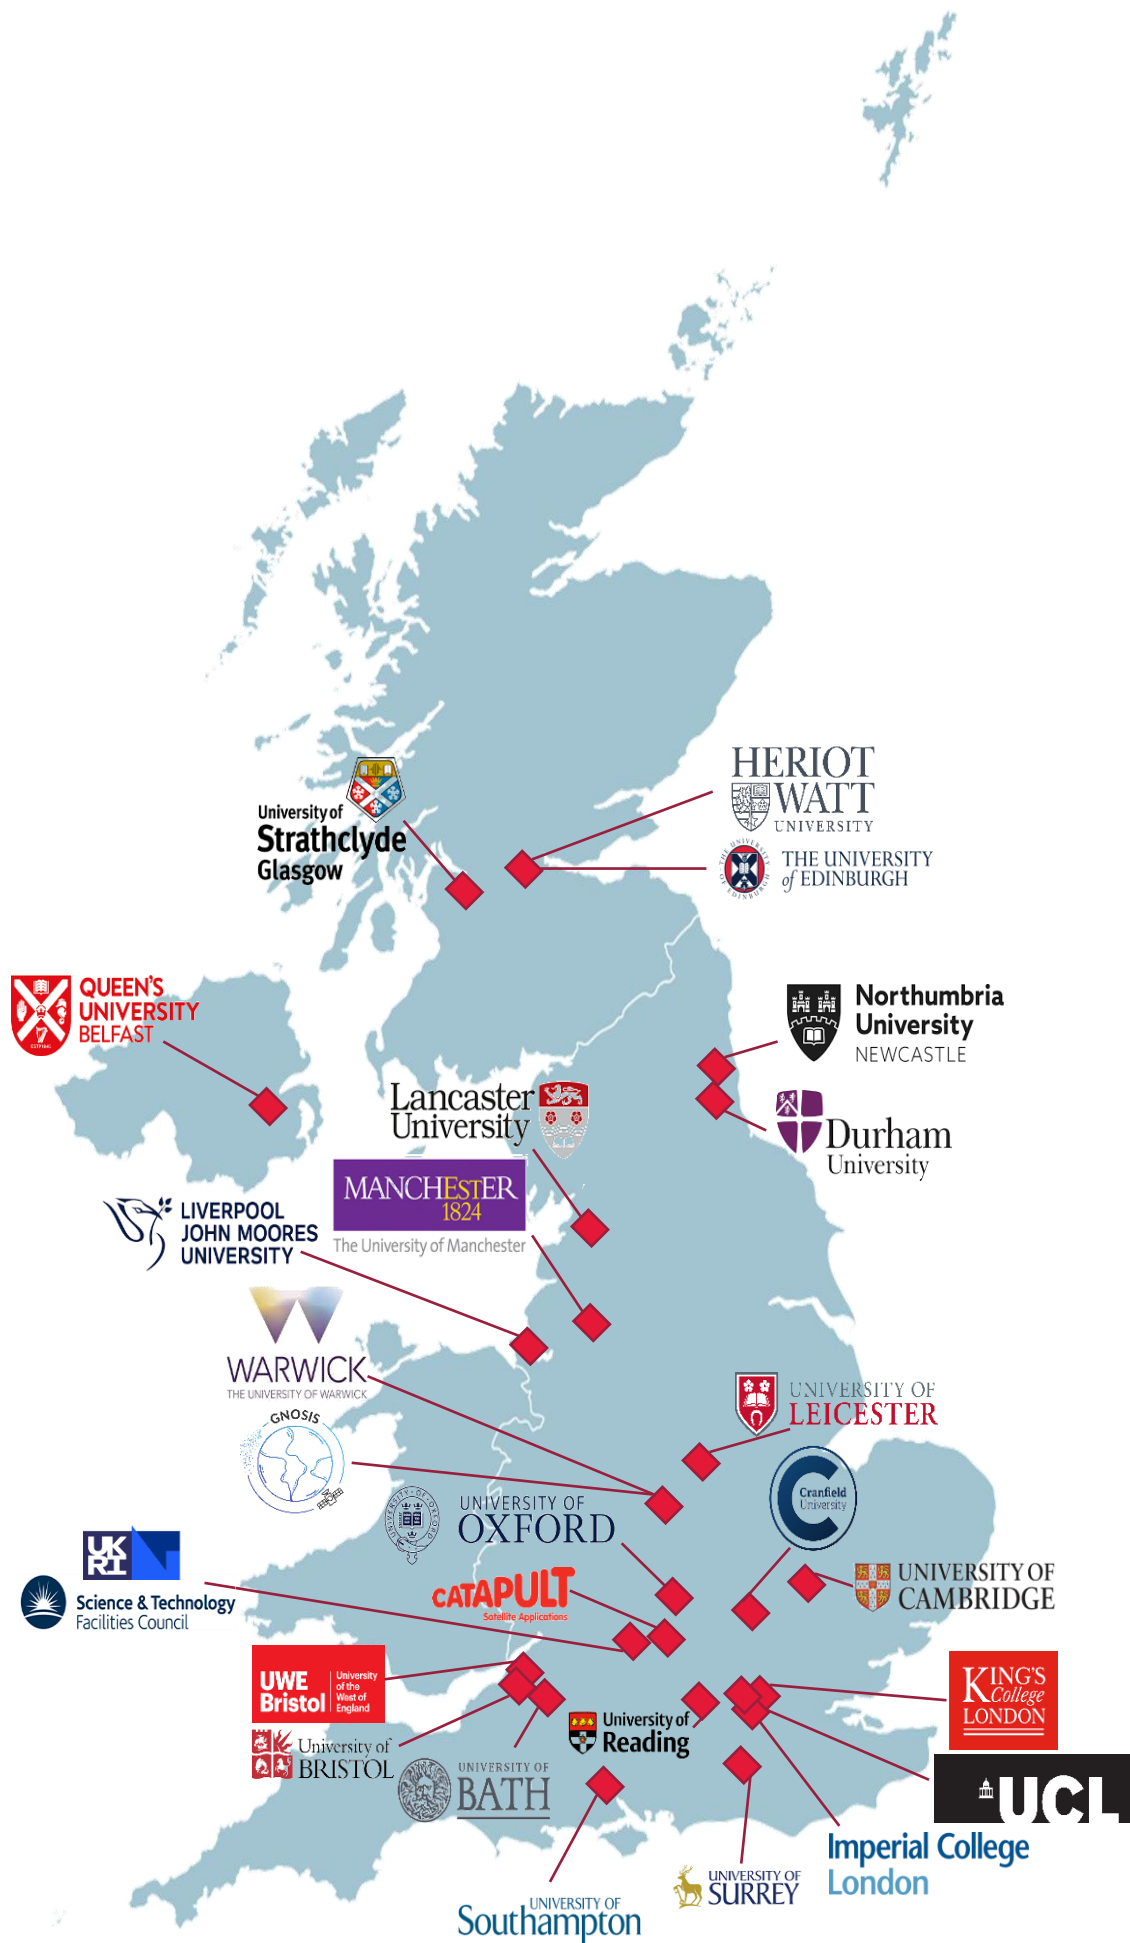 HERIOT
WATT
UNIVERSITY
University of
Strathclyde
Glasgow
THE UNIVERSITY
of EDINBURGH
QUEEN'S
UNIVERSITY
BELFAST
Northumbria
University
NEWCASTLE
Lancaster
University
Durham
University
MANCHESTER
1824
The University of Manchester
LIVERPOOL
JOHN MOORES
UNIVERSITY
WARWICK
THE UNIVERSITY OF WARWICK
UNIVERSITY OF
LEICESTER
GNOSIS
Cranfield
University
UNIVERSITY OF
OXFORD
UK
RI
Science & Technology
Facilities Council
CATAPULT
Satellite Applications
UNIVERSITY OF
CAMBRIDGE
UWE
Bristol
University
of the
West of
England
KING'S
College
LONDON
University of
BRISTOL
University of
Reading
UNIVERSITY OF
BATH
UCL
Imperial College
London
UNIVERSITY OF
SURREY
UNIVERSITY OF
Southampton